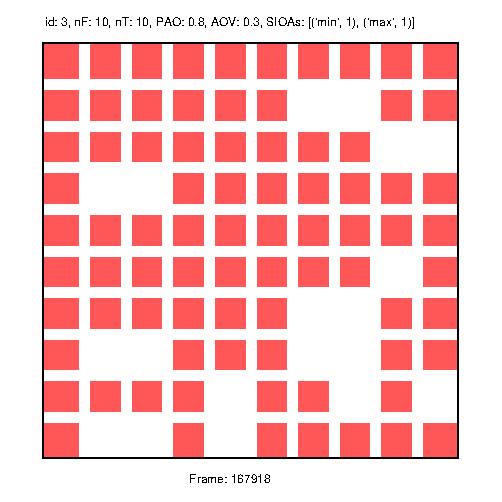 id: 3, nF: 10, nT: 10, PAO: 0.8, AOV: 0.3, SIOAs: [('min', 1), ('max', 1)]
Frame: 167918